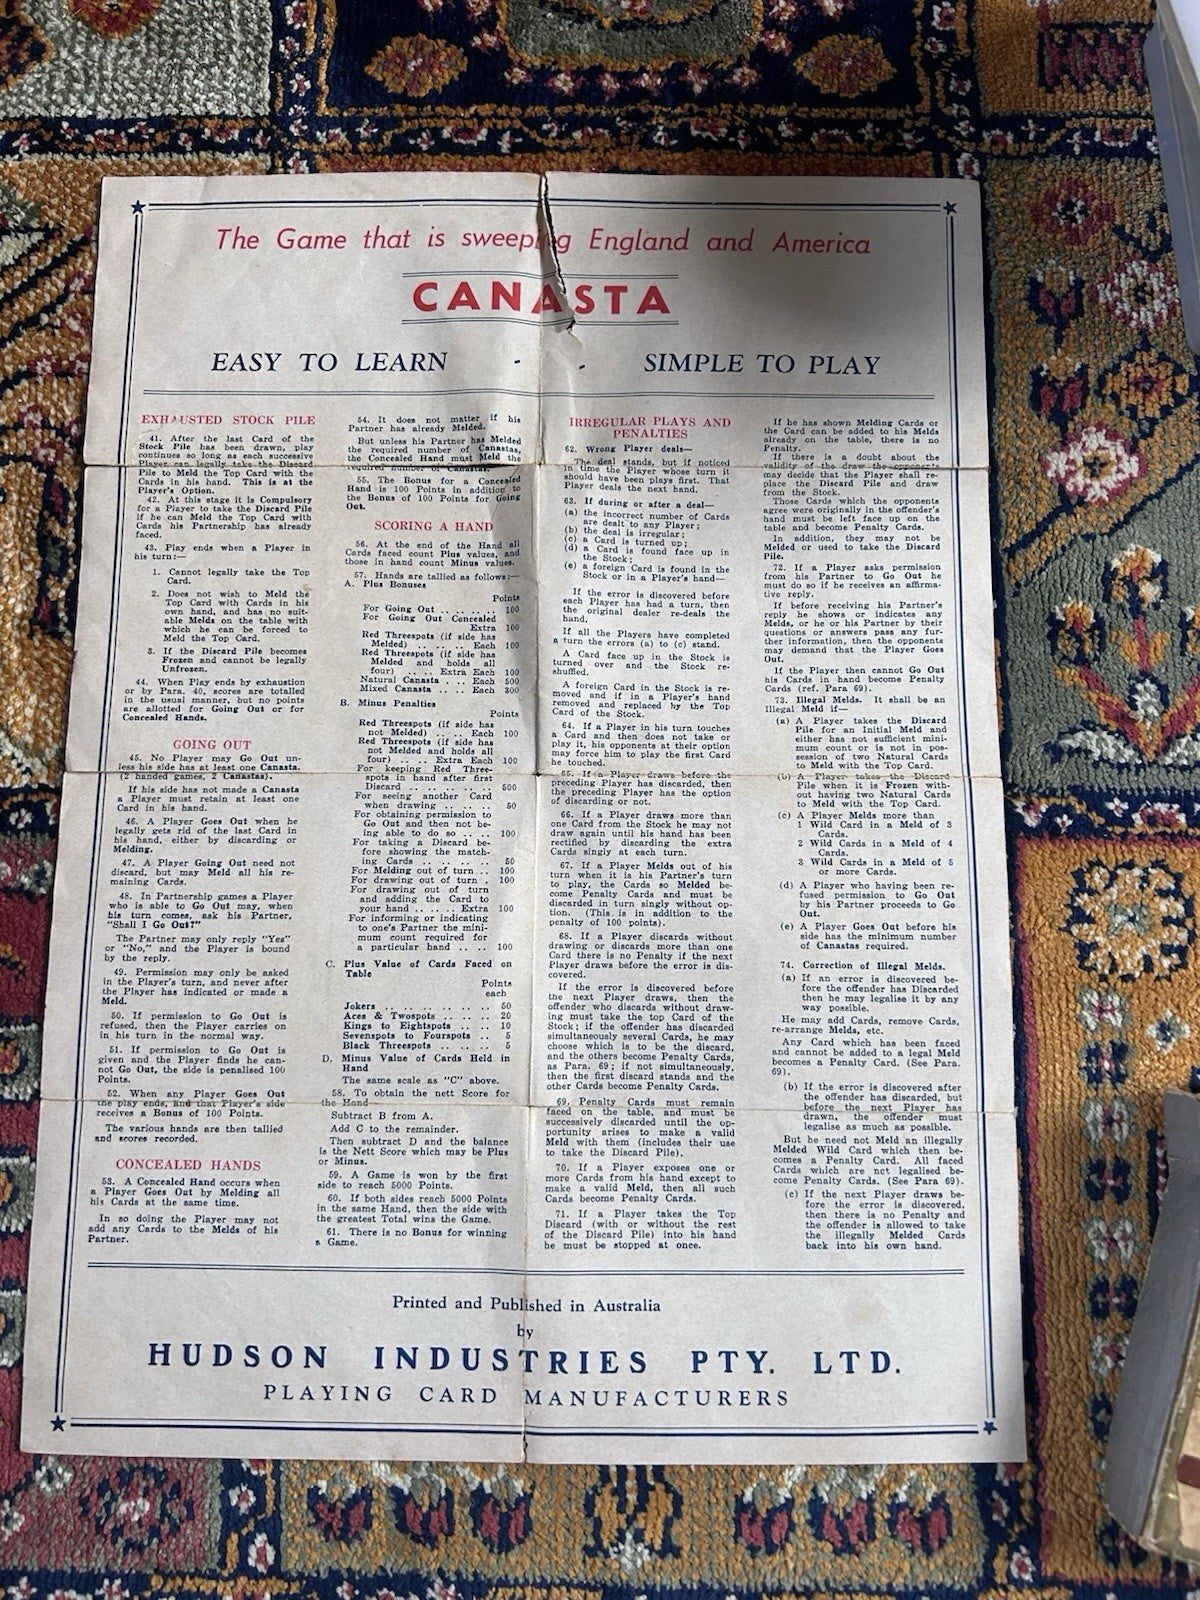 The Game that is sweeping England and America
CANASTA
EASY TO LEARN - - SIMPLE TO PLAY
EXHAUSTED STOCK PILE
41. After the last Card of the
Stock Pile has been drawn, play
continues so long as each successive
Player can legally take the Discard
Pile to Meld the Top Card with the
Cards in his hand. This is at the
Player's Option.
42. At this stage it is Compulsory
for a Player to take the Discard Pile
if he can Meld the Top Card with
Cards his Partnership has already
faced.
43. Play ends when a Player in
his turn:—
1. Cannot legally take the Top
Card.
2. Does not wish to Meld the
Top Card with Cards in his
own hand, and has no suit-
able Melds on the table with
which he can be forced to
Meld the Top Card.
3. If the Discard Pile becomes
Frozen and cannot be legally
Unfrozen.
44. When Play ends by exhaustion
or by Para. 40, scores are totalled
in the usual manner, but no points
are allotted for Going Out or for
Concealed Hands.
GOING OUT
45. No Player may Go Out un-
less his side has at least one Canasta.
(2 handed games, 2 Canastas).
If his side has not made a Canasta
a Player must retain at least one
Card in his hand.
46. A Player Goes Out when he
legally gets rid of the last Card in
his hand, either by discarding or
Melding.
47. A Player Going Out need not
discard, but may Meld all his re-
maining Cards.
48. In Partnership games a Player
who is able to Go Out may, when
his turn comes, ask his Partner,
"Shall I Go Out?"
The Partner may only reply "Yes"
or "No," and the Player is bound
by the reply.
49. Permission may only be asked
in the Player's turn, and never after
the Player has indicated or made a
Meld.
50. If permission to Go Out is
refused, then the Player carries on
in his turn in the normal way.
51. If permission to Go Out is
given and the Player finds he can-
not Go Out, the side is penalised 100
Points.
52. When any Player Goes Out
the play ends, and that Player's side
receives a Bonus of 100 Points.
The various hands are then tallied
and scores recorded.
CONCEALED HANDS
53. A Concealed Hand occurs when
a Player Goes Out by Melding all
his Cards at the same time.
In so doing the Player may not
add any Cards to the Melds of his
Partner.
54. It does not matter if his
Partner has already Melded.
But unless his Partner has Melded
the required number of Canastas,
the Concealed Hand must Meld the
required number of Canastas.
55. The Bonus for a Concealed
Hand is 100 Points in addition to
the Bonus of 100 Points for Going
Out.
SCORING A HAND
56. At the end of the Hand all
Cards faced count Plus values, and
those in hand count Minus values.
57. Hands are tallied as follows:—
A. Plus Bonuses
Points
For Going Out .. .. .. .. .. 100
For Going Out Concealed
Extra 100
Red Threespots (if side has
Melded) .. .. .. .. Each 100
Red Threespots (if side has
Melded and holds all
four) .. .. .. Extra Each 100
Natural Canasta .. .. Each 500
Mixed Canasta .. .. .. Each 300
B. Minus Penalties
Points
Red Threespots (if side has
not Melded) .. .. .. Each 100
Red Threespots (if side has
not Melded and holds all
four) .. .. .. Extra Each 100
For keeping Red Three-
spots in hand after first
Discard .. .. .. .. .. .. 500
For seeing another Card
when drawing .. .. .. .. 50
For obtaining permission to
Go Out and then not be-
ing able to do so .. .. .. 100
For taking a Discard be-
fore showing the match-
ing Cards .. .. .. .. .. 50
For Melding out of turn .. 100
For drawing out of turn . 100
For drawing out of turn
and adding the Card to
your hand .. .. .. Extra 100
For informing or indicating
to one's Partner the mini-
mum count required for
a particular hand .. .. .. 100
C. Plus Value of Cards Faced on
Table
Points
each
Jokers .. .. .. .. .. .. .. 50
Aces & Twospots .. .. .. .. 20
Kings to Eightspots .. .. .. 10
Sevenspots to Fourspots .. .. 5
Black Threespots .. .. .. .. 5
D. Minus Value of Cards Held in
Hand
The same scale as "C" above.
58. To obtain the nett Score for
the Hand—
Subtract B from A.
Add C to the remainder.
Then subtract D and the balance
is the Nett Score which may be Plus
or Minus.
59. A Game is won by the first
side to reach 5000 Points.
60. If both sides reach 5000 Points
in the same Hand, then the side with
the greatest Total wins the Game.
61. There is no Bonus for winning
a Game.
IRREGULAR PLAYS AND
PENALTIES
62. Wrong Player deals—
The deal stands, but if noticed
in time the Player whose turn it
should have been plays first. That
Player deals the next hand.
63. If during or after a deal—
(a) the incorrect number of Cards
are dealt to any Player;
(b) the deal is irregular;
(c) a Card is turned up;
(d) a Card is found face up in
the Stock;
(e) a foreign Card is found in the
Stock or in a Player's hand—
If the error is discovered before
each Player has had a turn, then
the original dealer re-deals the
hand.
If all the Players have completed
a turn the errors (a) to (c) stand.
A Card face up in the Stock is
turned over and the Stock re-
shuffled.
A foreign Card in the Stock is re-
moved and if in a Player's hand
removed and replaced by the Top
Card of the Stock.
64. If a Player in his turn touches
a Card and then does not take or
play it, his opponents at their option
may force him to play the first Card
he touched.
65. If a Player draws before the
preceding Player has discarded, then
the preceding Player has the option
of discarding or not.
66. If a Player draws more than
one Card from the Stock he may not
draw again until his hand has been
rectified by discarding the extra
Cards singly at each turn.
67. If a Player Melds out of his
turn when it is his Partner's turn
to play, the Cards so Melded be-
come Penalty Cards and must be
discarded in turn singly without op-
tion. (This is in addition to the
penalty of 100 points).
68. If a Player discards without
drawing or discards more than one
Card there is no Penalty if the next
Player draws before the error is dis-
covered.
If the error is discovered before
the next Player draws, then the
offender who discards without draw-
ing must take the top Card of the
Stock; if the offender has discarded
simultaneously several Cards, he may
choose which is to be the discard,
and the others become Penalty Cards,
as Para. 69; if not simultaneously,
then the first discard stands and the
other Cards become Penalty Cards.
69. Penalty Cards must remain
faced on the table, and must be
successively discarded until the op-
portunity arises to make a valid
Meld with them (includes their use
to take the Discard Pile).
70. If a Player exposes one or
more Cards from his hand except to
make a valid Meld, then all such
Cards become Penalty Cards.
71. If a Player takes the Top
Discard (with or without the rest
of the Discard Pile) into his hand
he must be stopped at once.
If he has shown Melding Cards or
the Card can be added to his Melds
already on the table, there is no
Penalty.
If there is a doubt about the
validity of the draw the opponents
may decide that the Player shall re-
place the Discard Pile and draw
from the Stock.
Those Cards which the opponents
agree were originally in the offender's
hand must be left face up on the
table and become Penalty Cards.
In addition, they may not be
Melded or used to take the Discard
Pile.
72. If a Player asks permission
from his Partner to Go Out he
must do so if he receives an affirma-
tive reply.
If before receiving his Partner's
reply he shows or indicates any
Melds, or he or his Partner by their
questions or answers pass any fur-
ther information, then the opponents
may demand that the Player Goes
Out.
If the Player then cannot Go Out
his Cards in hand become Penalty
Cards (ref. Para 69).
73. Illegal Melds. It shall be an
Illegal Meld if—
(a) A Player takes the Discard
Pile for an Initial Meld and
either has not sufficient mini-
mum count or is not in pos-
session of two Natural Cards
to Meld with the Top Card.
(b) A Player takes the Discard
Pile when it is Frozen with-
out having two Natural Cards
to Meld with the Top Card.
(c) A Player Melds more than
1 Wild Card in a Meld of 3
Cards.
2 Wild Cards in a Meld of 4
Cards.
3 Wild Cards in a Meld of 5
or more Cards.
(d) A Player who having been re-
fused permission to Go Out
by his Partner proceeds to Go
Out.
(e) A Player Goes Out before his
side has the minimum number
of Canastas required.
74. Correction of Illegal Melds.
(a) If an error is discovered be-
fore the offender has Discarded
then he may legalise it by any
way possible.
He may add Cards, remove Cards,
re-arrange Melds, etc.
Any Card which has been faced
and cannot be added to a legal Meld
becomes a Penalty Card. (See Para.
69).
(b) If the error is discovered after
the offender has discarded, but
before the next Player has
drawn, the offender must
legalise as much as possible.
But he need not Meld an illegally
Melded Wild Card which then be-
comes a Penalty Card. All faced
Cards which are not legalised be-
come Penalty Cards. (See Para 69).
(c) If the next Player draws be-
fore the error is discovered,
then there is no Penalty and
the offender is allowed to take
the illegally Melded Cards
back into his own hand.
Printed and Published in Australia
by
HUDSON INDUSTRIES PTY. LTD.
PLAYING CARD MANUFACTURERS